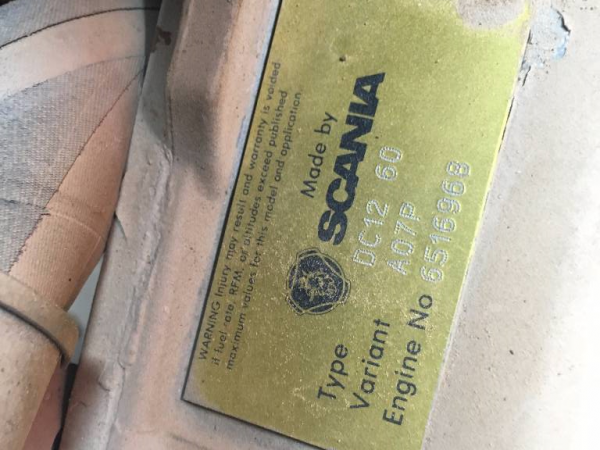 WARNING Injury may result and warranty is voided
if fuel rate, RPM, or altitudes exceed published
maximum values for this model and application.
Made by
SCANIA
Type DC12 60
Variant A07P
Engine No 6516968